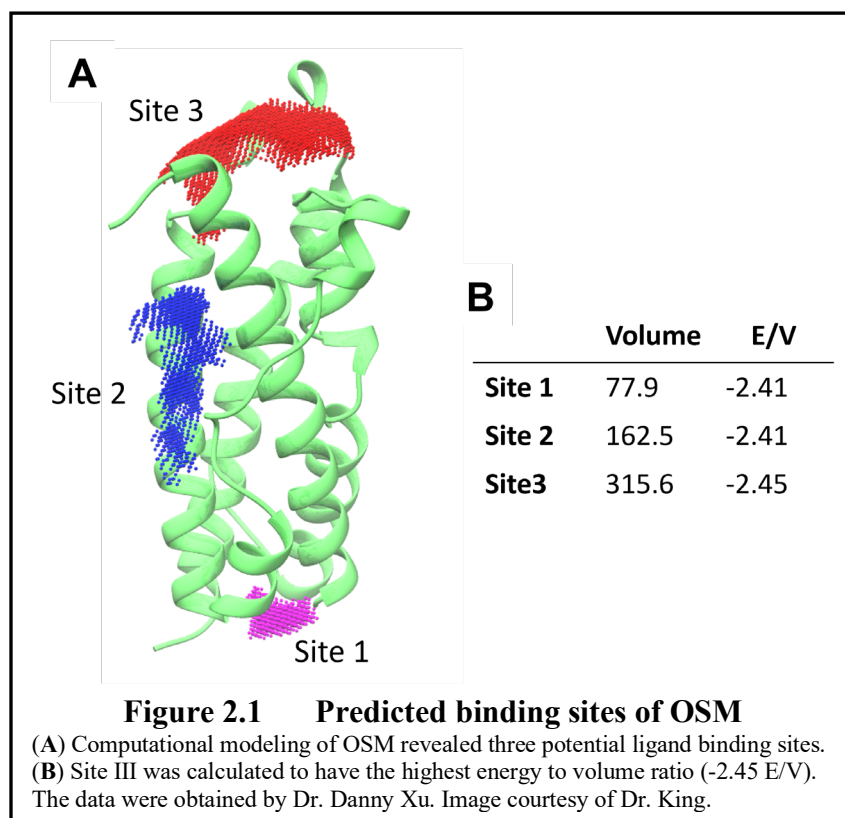 A
Site 3
Site 2
Site 1
B
Volume E/V
Site 1 77.9 -2.41
Site 2 162.5 -2.41
Site3 315.6 -2.45
Figure 2.1 Predicted binding sites of OSM
(A) Computational modeling of OSM revealed three potential ligand binding sites.
(B) Site III was calculated to have the highest energy to volume ratio (-2.45 E/V).
The data were obtained by Dr. Danny Xu. Image courtesy of Dr. King.